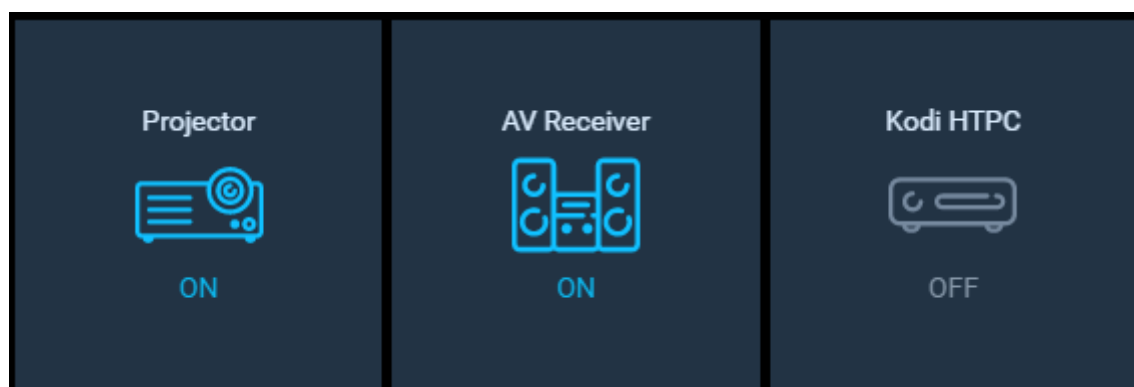 Projector
ON
AV Receiver
ON
Kodi HTPC
OFF